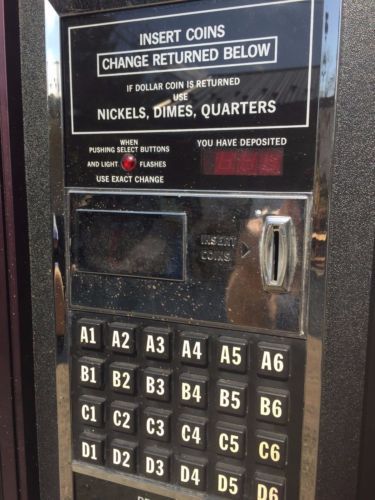 INSERT COINS
CHANGE RETURNED BELOW
IF DOLLAR COIN IS RETURNED
USE
NICKELS, DIMES, QUARTERS
WHEN
PUSHING SELECT BUTTONS
AND LIGHT FLASHES
USE EXACT CHANGE
YOU HAVE DEPOSITED
INSERT
COINS
A1 A2 A3 A4 A5 A6
B1 B2 B3 B4 B5 B6
C1 C2 C3 C4 C5 C6
D1 D2 D3 D4 D5 D6